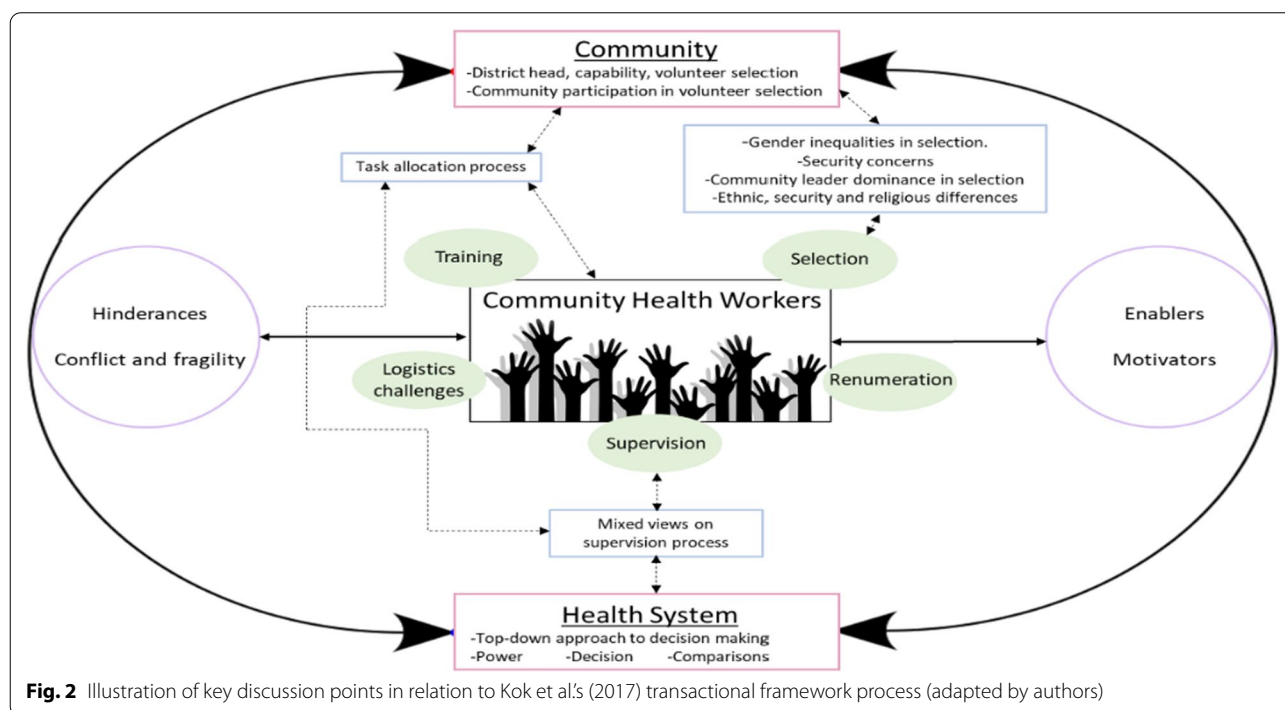 Community
-District head, capability, volunteer selection
-Community participation in volunteer selection
Task allocation process
-Gender inequalities in selection.
-Security concerns
-Community leader dominance in selection
-Ethnic, security and religious differences
Training
Selection
Hinderances
Conflict and fragility
Community Health Workers
Enablers
Motivators
Logistics
challenges
Renumeration
Supervision
Mixed views on
supervision process
Health System
-Top-down approach to decision making
-Power -Decision -Comparisons
Fig. 2 Illustration of key discussion points in relation to Kok et al.'s (2017) transactional framework process (adapted by authors)